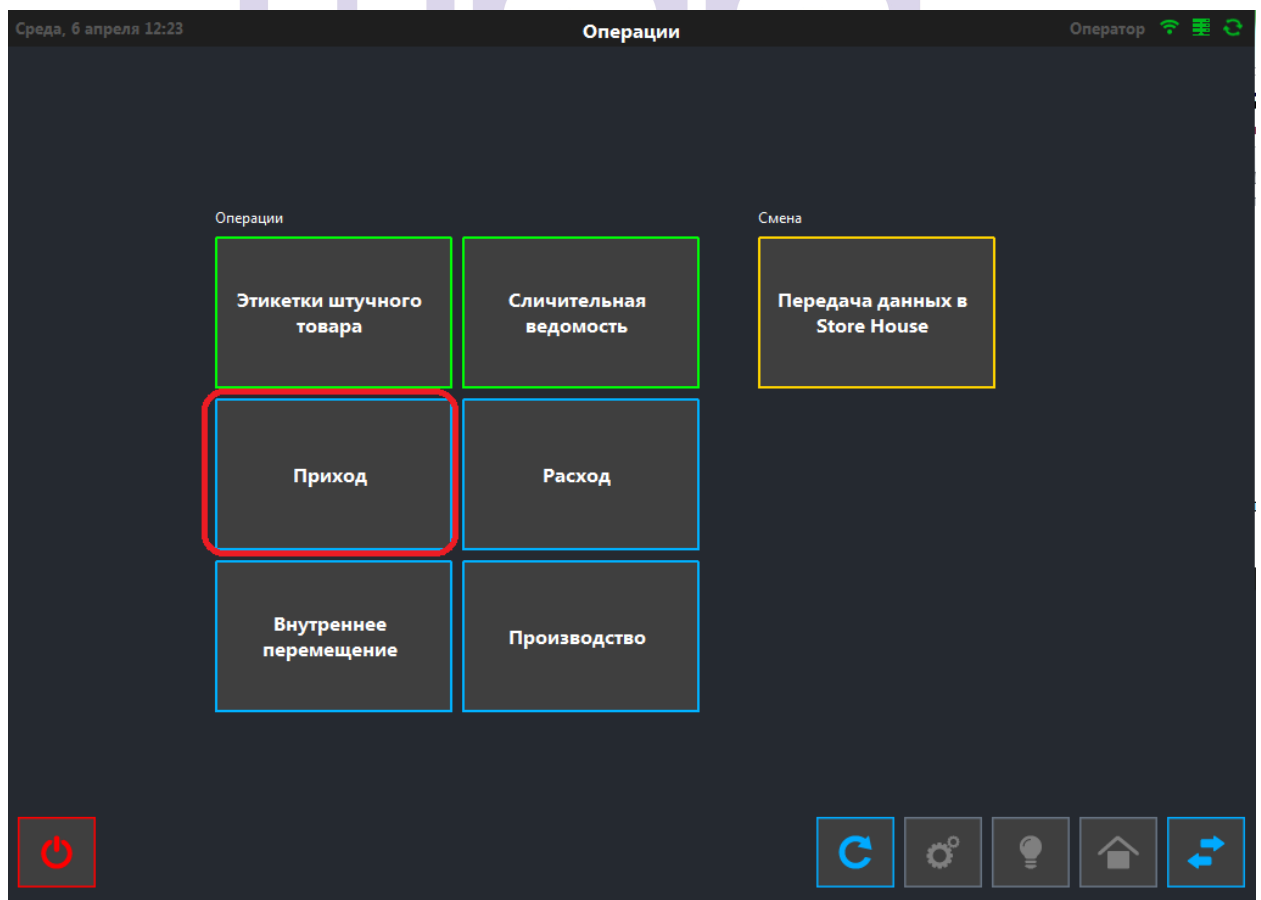 Среда, 6 апреля 12:23
Операции
Оператор
Операции
Смена
Этикетки штучного
товара
Сличительная
ведомость
Передача данных в
Store House
Приход
Расход
Внутреннее
перемещение
Производство